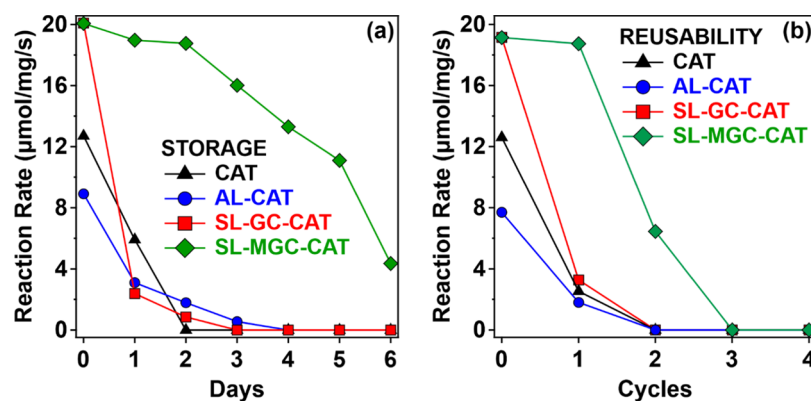 (a)
Reaction Rate (µmol/mg/s)
20
16
12
8
4
0
STORAGE
CAT
AL-CAT
SL-GC-CAT
SL-MGC-CAT
0 1 2 3 4 5 6
Days
(b)
Reaction Rate (µmol/mg/s)
20
16
12
8
4
0
REUSABILITY
CAT
AL-CAT
SL-GC-CAT
SL-MGC-CAT
0 1 2 3 4
Cycles